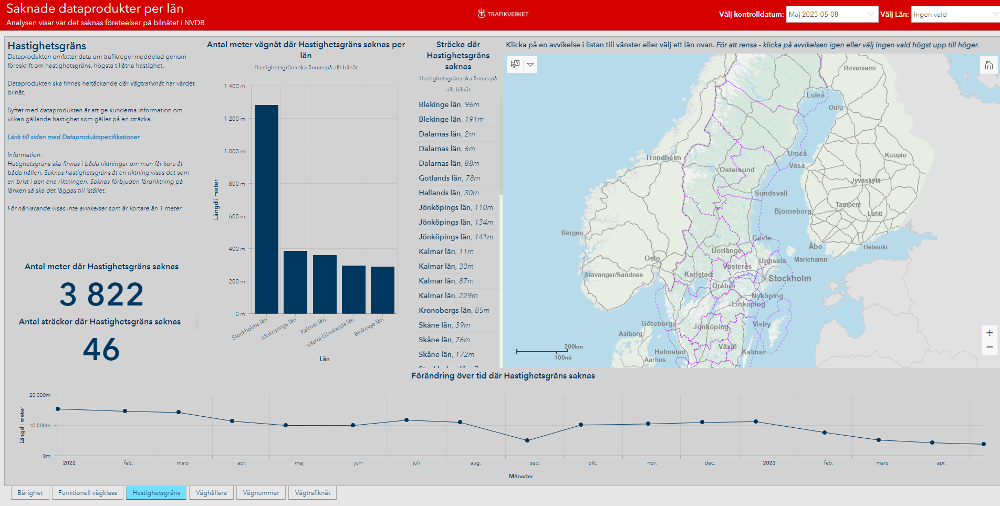 Saknade dataprodukter per län
Analysen visar var det saknas företeelser på bilnätet i NVDB
TRAFIKVERKET
Välj kontrolldatum: Maj 2023-05-08 Välj Län: Ingen vald
Hastighetsgräns
Dataprodukten omfattar data om trafikregel meddelad genom
föreskrift om hastighetsgräns, högsta tillåtna hastighet.
Dataprodukten ska finnas heltäckande där Vägtrafiknät har värdet
bilnät.
Syftet med dataprodukten är att ge kunderna information om
vilken gällande hastighet som gäller på en sträcka.
Länk till sidan med Dataproduktspecifikationer
Information:
Hatighetsgräns ska finnas i båda riktningar om man får köra åt
båda hållen. Saknas hastighetsgräns åt en riktning visas det som
en brist i den ena riktningen. Saknas förbjuden färdriktning på
länken så ska det läggas till istället.
För närvarande visas inte avvikelser som är kortare än 1 meter.
Antal meter där Hastighetsgräns saknas
3 822
Antal sträckor där Hastighetsgräns saknas
46
Antal meter vägnät där Hastighetsgräns saknas per
län
Hastighetsgräns ska finnas på allt bilnät
Längd i meter
1 400 m
1 200 m
1 000 m
800 m
600 m
400 m
200 m
0 m
Stockholms län
Jönköpings län
Kalmar län
Västra Götalands län
Blekinge län
Län
Sträcka där
Hastighetsgräns
saknas
Hastighetsgräns ska finnas på
allt bilnät
Blekinge län, 96m
Blekinge län, 191m
Dalarnas län, 2m
Dalarnas län, 6m
Dalarnas län, 88m
Gotlands län, 78m
Hallands län, 30m
Jönköpings län, 110m
Jönköpings län, 134m
Jönköpings län, 141m
Kalmar län, 11m
Kalmar län, 33m
Kalmar län, 87m
Kalmar län, 229m
Kronobergs län, 85m
Skåne län, 39m
Skåne län, 76m
Skåne län, 172m
Klicka på en avvikelse i listan till vänster eller välj ett län ovan. För att rensa - klicka på avvikelsen igen eller välj Ingen vald högst upp till höger.
Rovaniemi
Luleå
Oulu
Umeå
Kuopio
Trondheim
Vasa
Östersund
Jyväskylä
Sundsvall
Tampere
Björneborg
Lahti
Bergen
Gävle
Åbo
Helsinki
Borlänge
Oslo
Uppsala
Mariehamn
Västerås
Stavanger/Sandnes
Karlstad
Stockholm
Örebro
Nyköping
Linköping
Göteborg
Visby
Jönköping
Aalborg
Växjö
Halmstad
Kalmar
Aarhus
200km
100mi
+
−
Förändring över tid där Hastighetsgräns saknas
Längd i meter
20 000m
10 000m
0m
2022 feb. mars apr. maj juni juli aug. sep. okt. nov. dec. 2023 feb. mars apr.
Månader
Bärighet Funktionell vägklass Hastighetsgräns Väghållare Vägnummer Vägtrafiknät